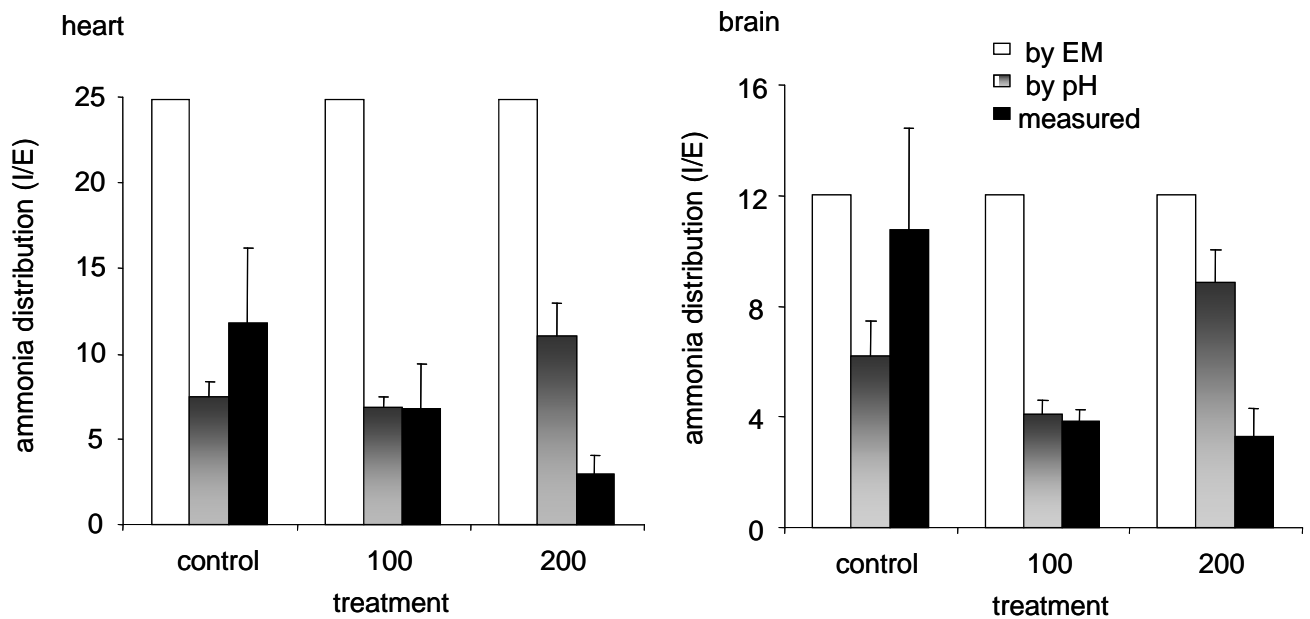 heart
25
20
15
10
5
0
ammonia distribution (I/E)
control 100 200
treatment
brain
by EM
by pH
measured
16
12
8
4
0
ammonia distribution (I/E)
control 100 200
treatment